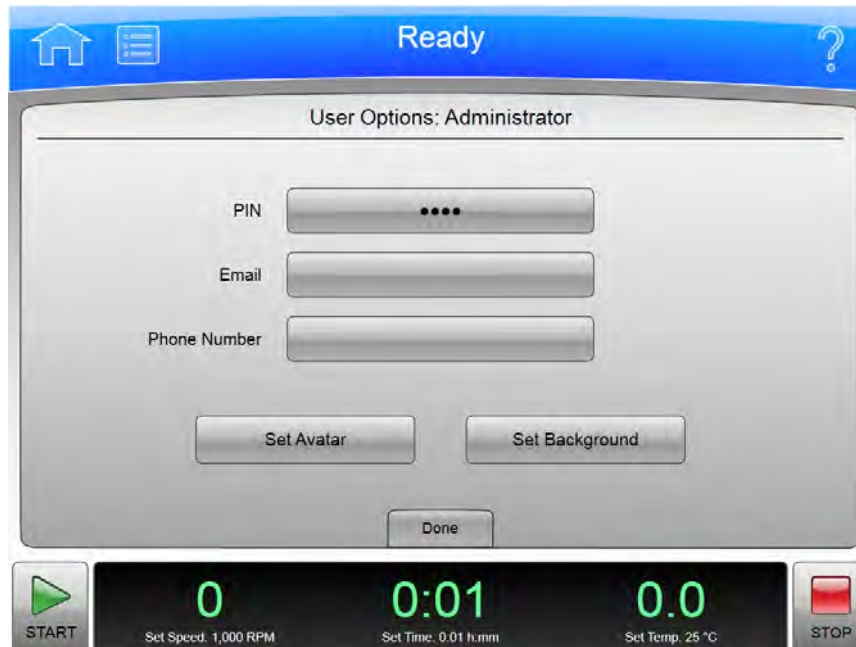 Ready
User Options: Administrator
PIN ••••
Email
Phone Number
Set Avatar Set Background
Done
START 0 0:01 0.0 STOP
Set Speed. 1,000 RPM Set Time. 0.01 h:mm Set Temp. 25 °C